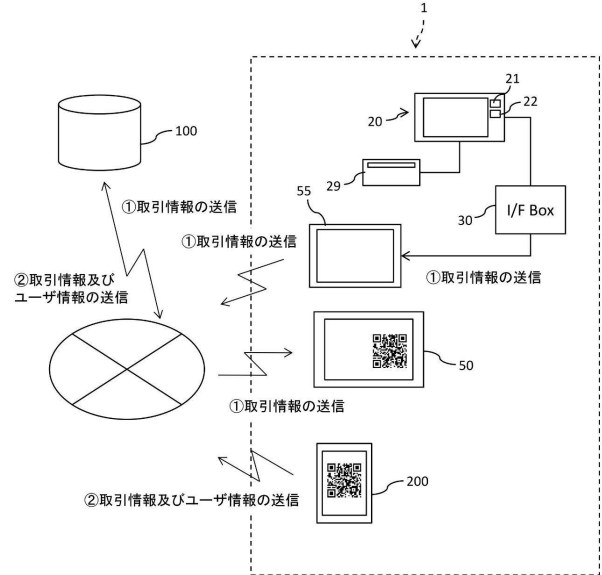 1
21
22
20
100
29
55
30
I/F Box
①取引情報の送信
①取引情報の送信
①取引情報の送信
②取引情報及び
ユーザ情報の送信
50
①取引情報の送信
200
②取引情報及びユーザ情報の送信